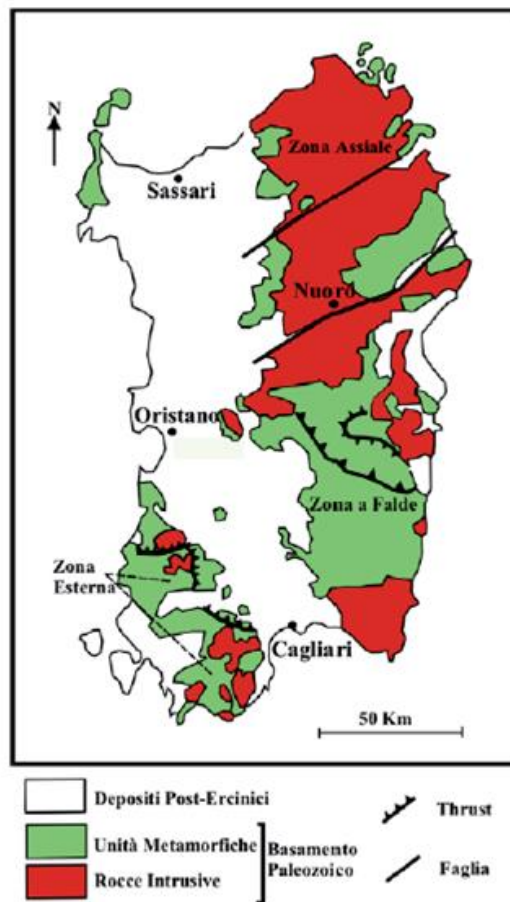 N
Zona Assiale
Sassari
Nuoro
Oristano
Zona a Falde
Zona
Esterna
Cagliari
50 Km
Depositi Post-Ercinici
Thrust
Unità Metamorfiche
Basamento
Paleozoico
Faglia
Rocce Intrusive